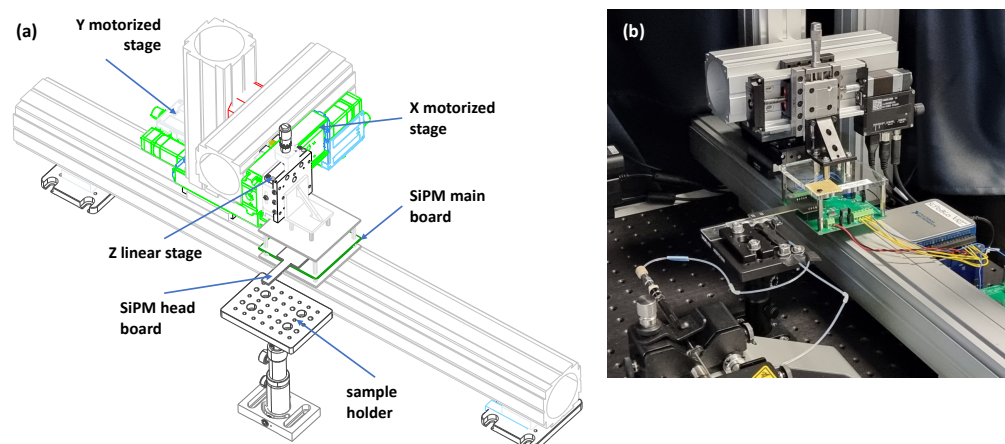 (a)
Y motorized
stage
X motorized
stage
SiPM main
board
Z linear stage
SiPM head
board
sample
holder
(b)